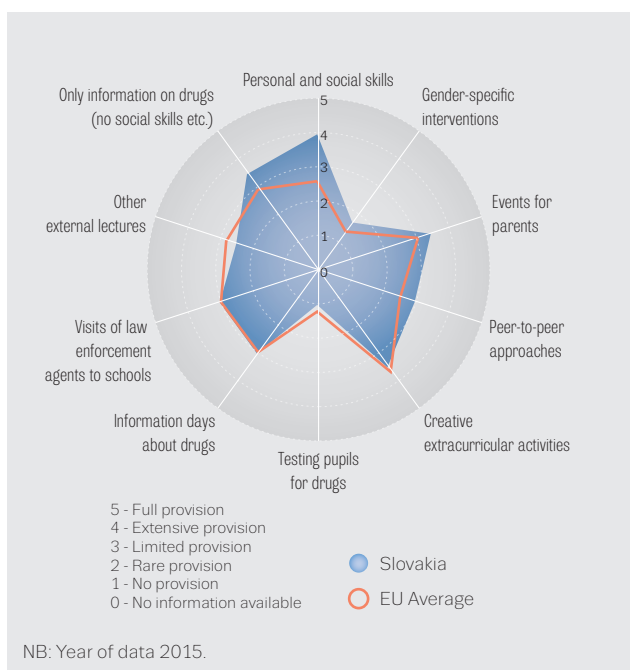 Personal and social skills
Gender-specific
interventions
Events for
parents
Peer-to-peer
approaches
Creative
extracurricular activities
Testing pupils
for drugs
Information days
about drugs
Visits of law
enforcement
agents to schools
Other
external lectures
Only information on drugs
(no social skills etc.)
5
4
3
2
1
0
5 - Full provision
4 - Extensive provision
3 - Limited provision
2 - Rare provision
1 - No provision
0 - No information available
Slovakia
EU Average
NB: Year of data 2015.